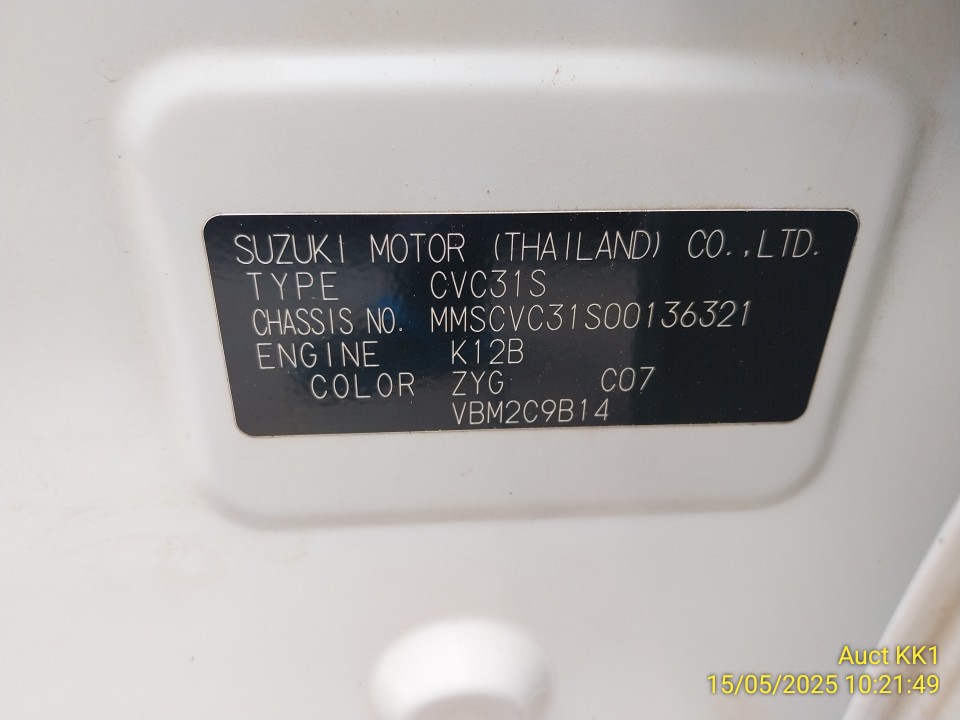 SUZUKI MOTOR (THAILAND) CO.,LTD.
TYPE CVC31S
CHASSIS NO. MMSCVC31S00136321
ENGINE K12B
COLOR ZYG C07
VBM2C9B14
Auct KK1
15/05/2025 10:21:49